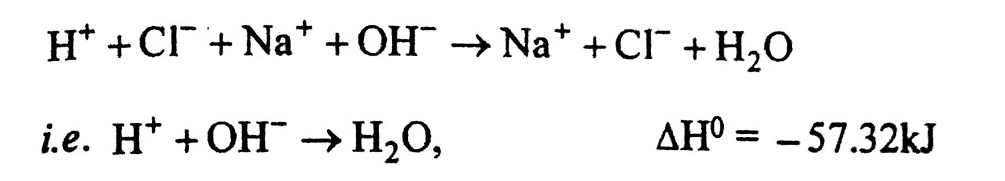 H⁺ + Cl⁻ + Na⁺ + OH⁻ → Na⁺ + Cl⁻ + H₂O
i.e. H⁺ + OH⁻ → H₂O, ΔH⁰ = − 57.32kJ